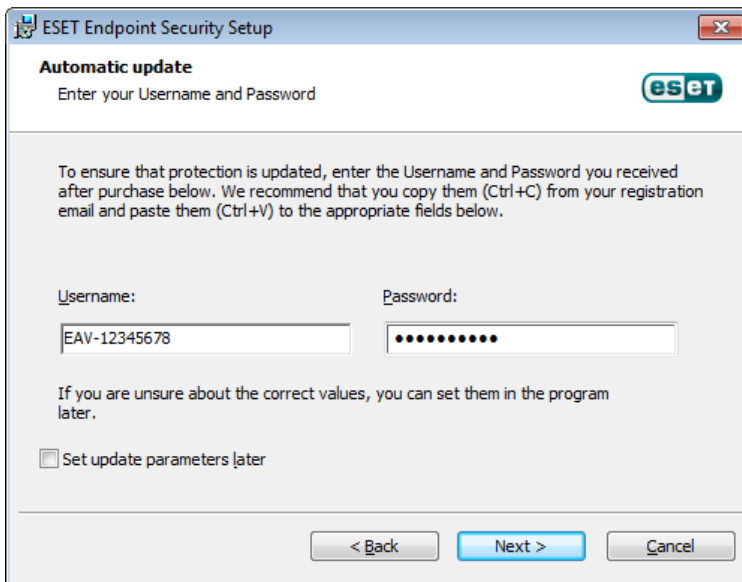 ESET Endpoint Security Setup
Automatic update
Enter your Username and Password
eseT
To ensure that protection is updated, enter the Username and Password you received
after purchase below. We recommend that you copy them (Ctrl+C) from your registration
email and paste them (Ctrl+V) to the appropriate fields below.
Username: Password:
EAV-12345678 ••••••••••
If you are unsure about the correct values, you can set them in the program
later.
Set update parameters later
< Back Next > Cancel